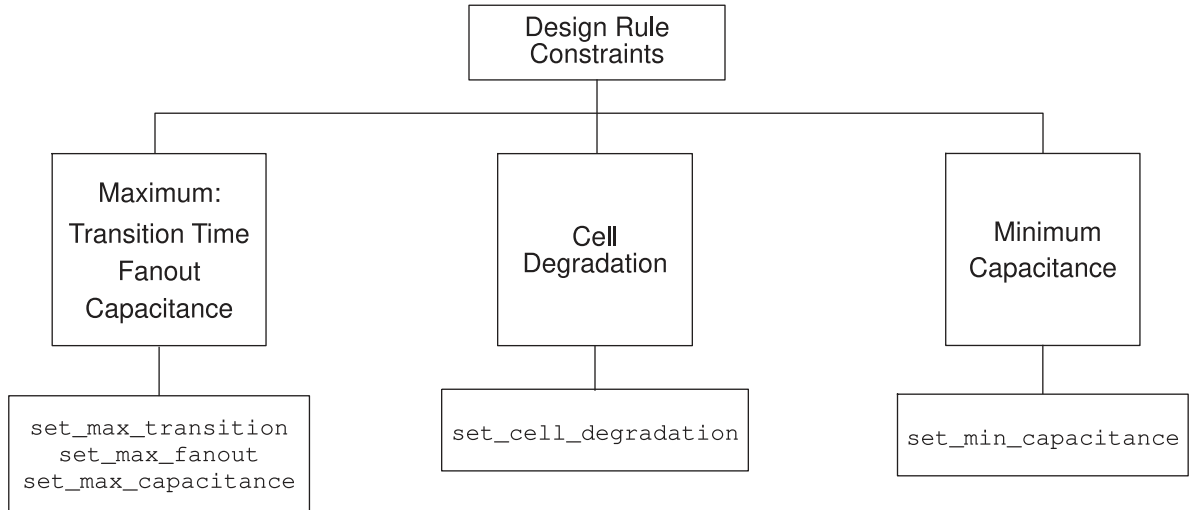 Design Rule
Constraints
Maximum:
Transition Time
Fanout
Capacitance
Cell
Degradation
Minimum
Capacitance
set_max_transition
set_max_fanout
set_max_capacitance
set_cell_degradation
set_min_capacitance